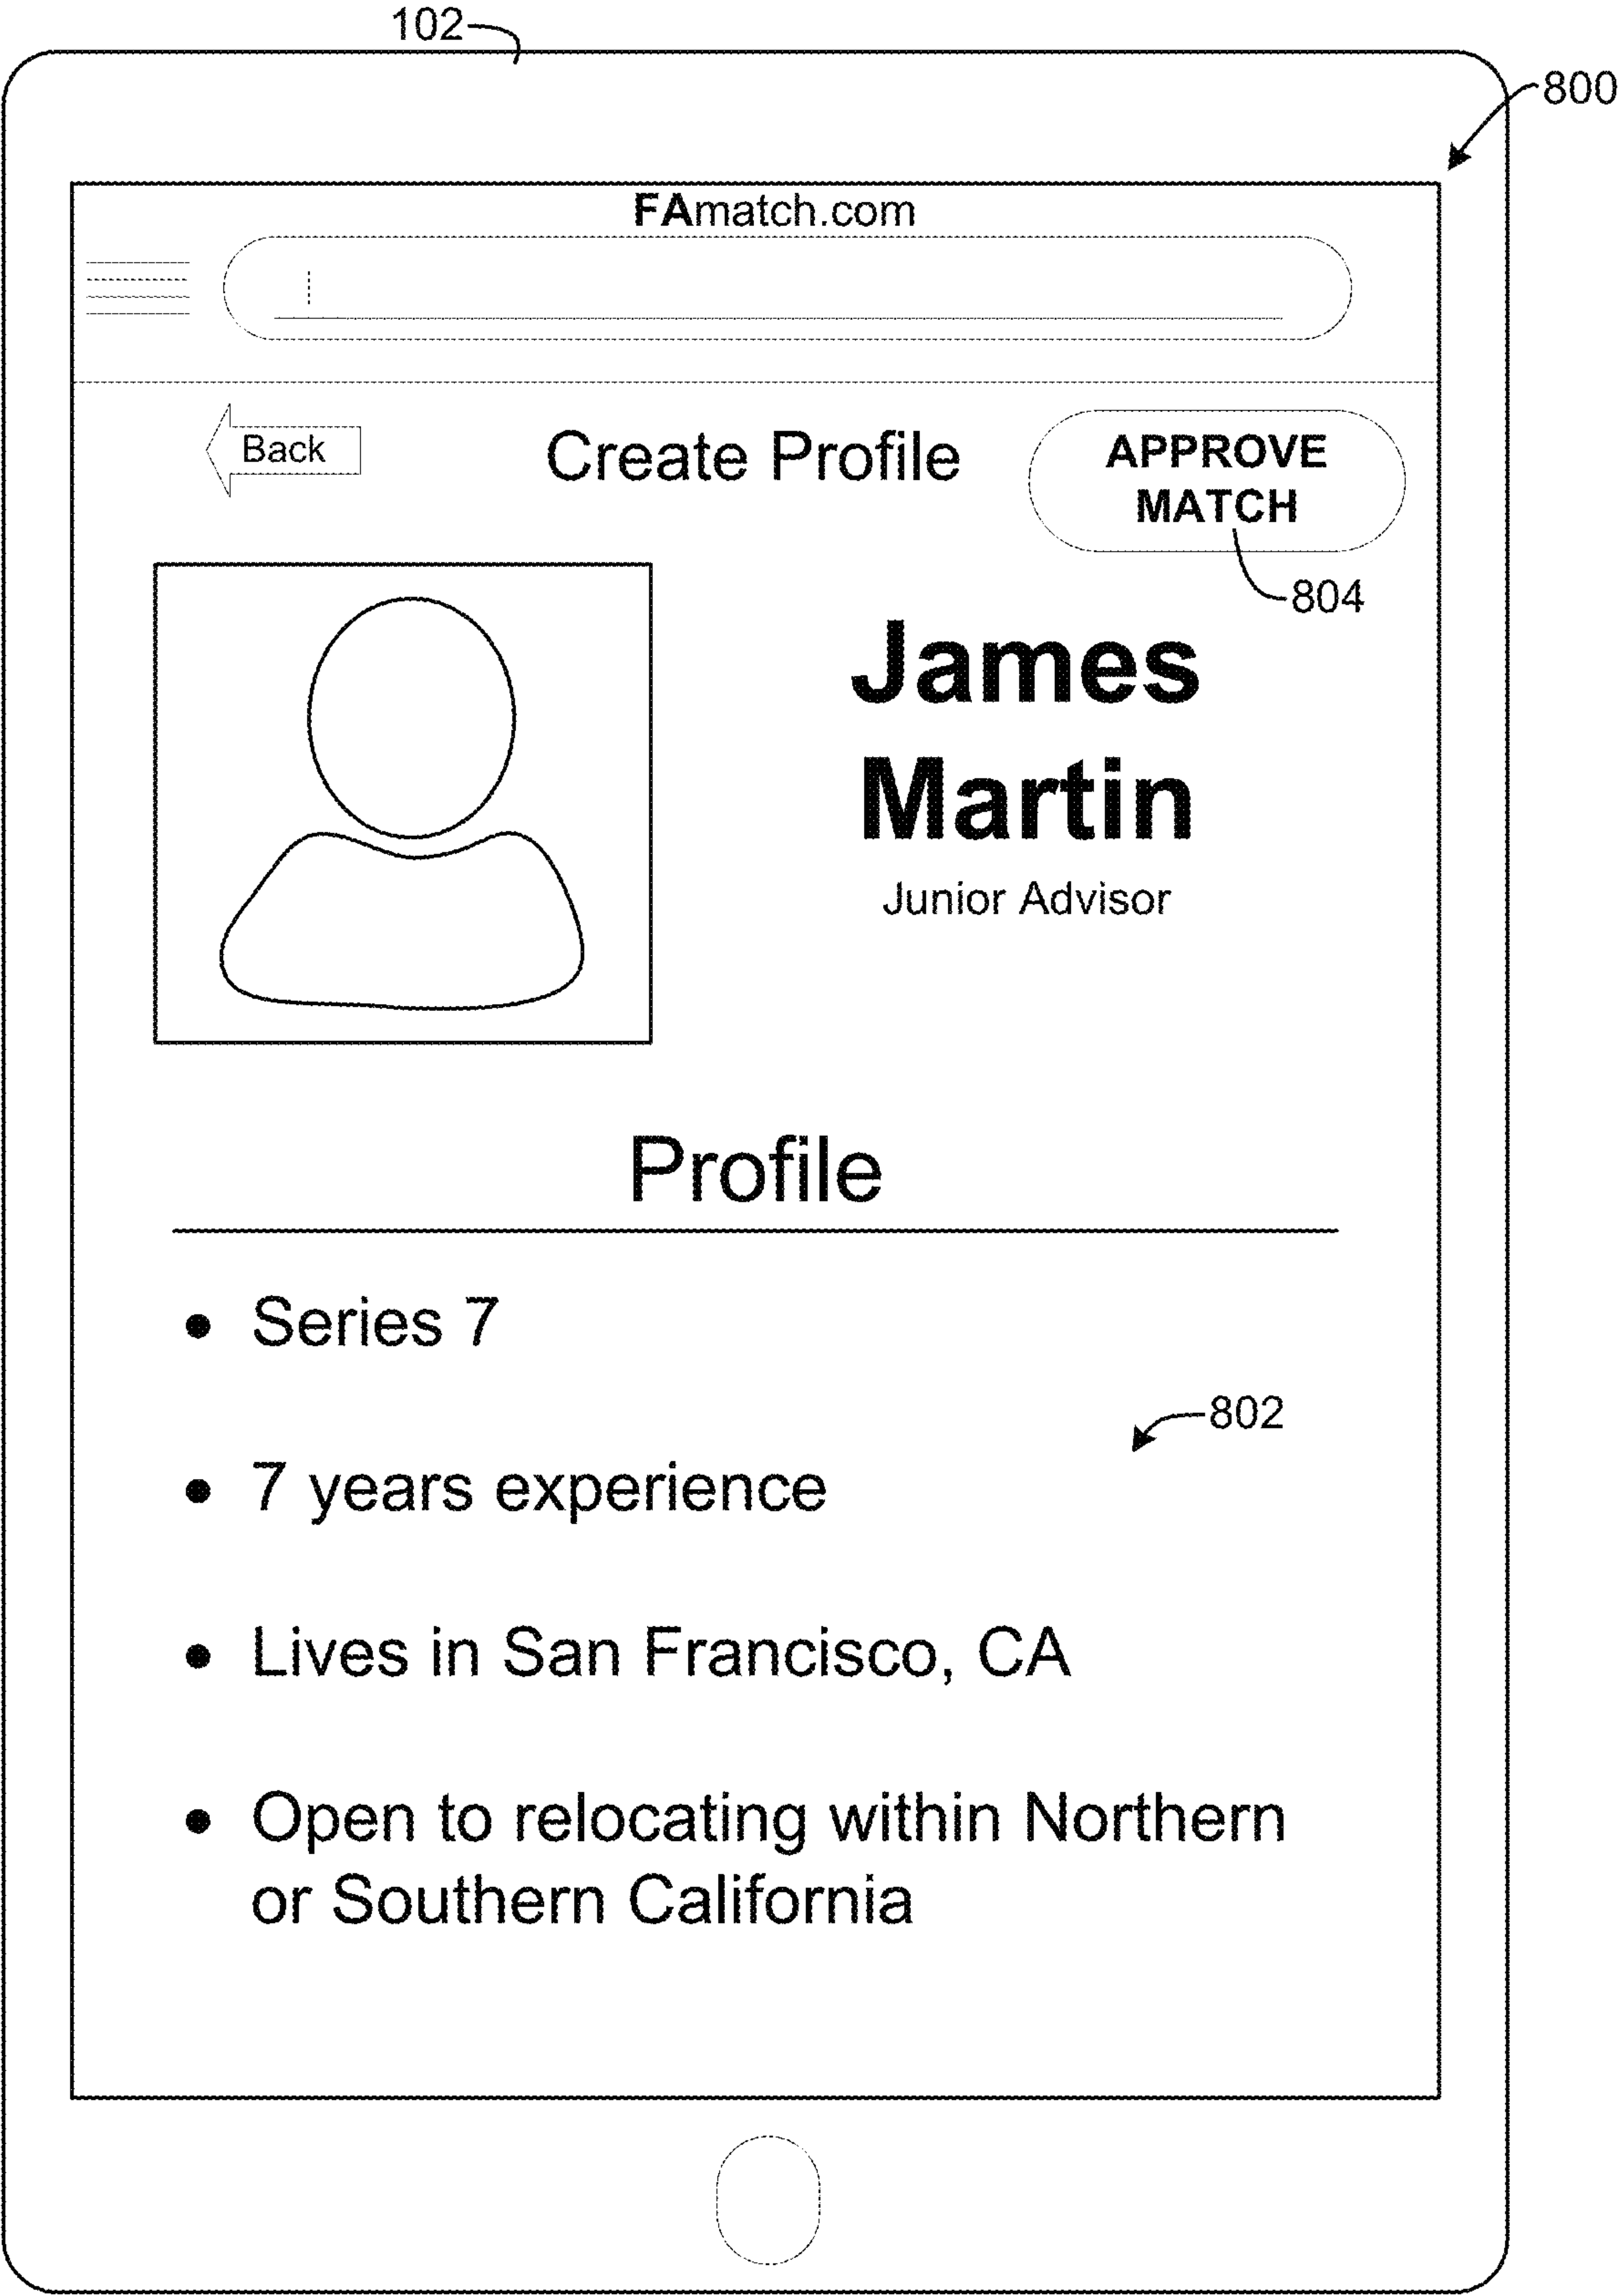 102
800
FAmatch.com
Back
Create Profile
APPROVE
MATCH
804
James
Martin
Junior Advisor
Profile
• Series 7
802
• 7 years experience
• Lives in San Francisco, CA
• Open to relocating within Northern
or Southern California